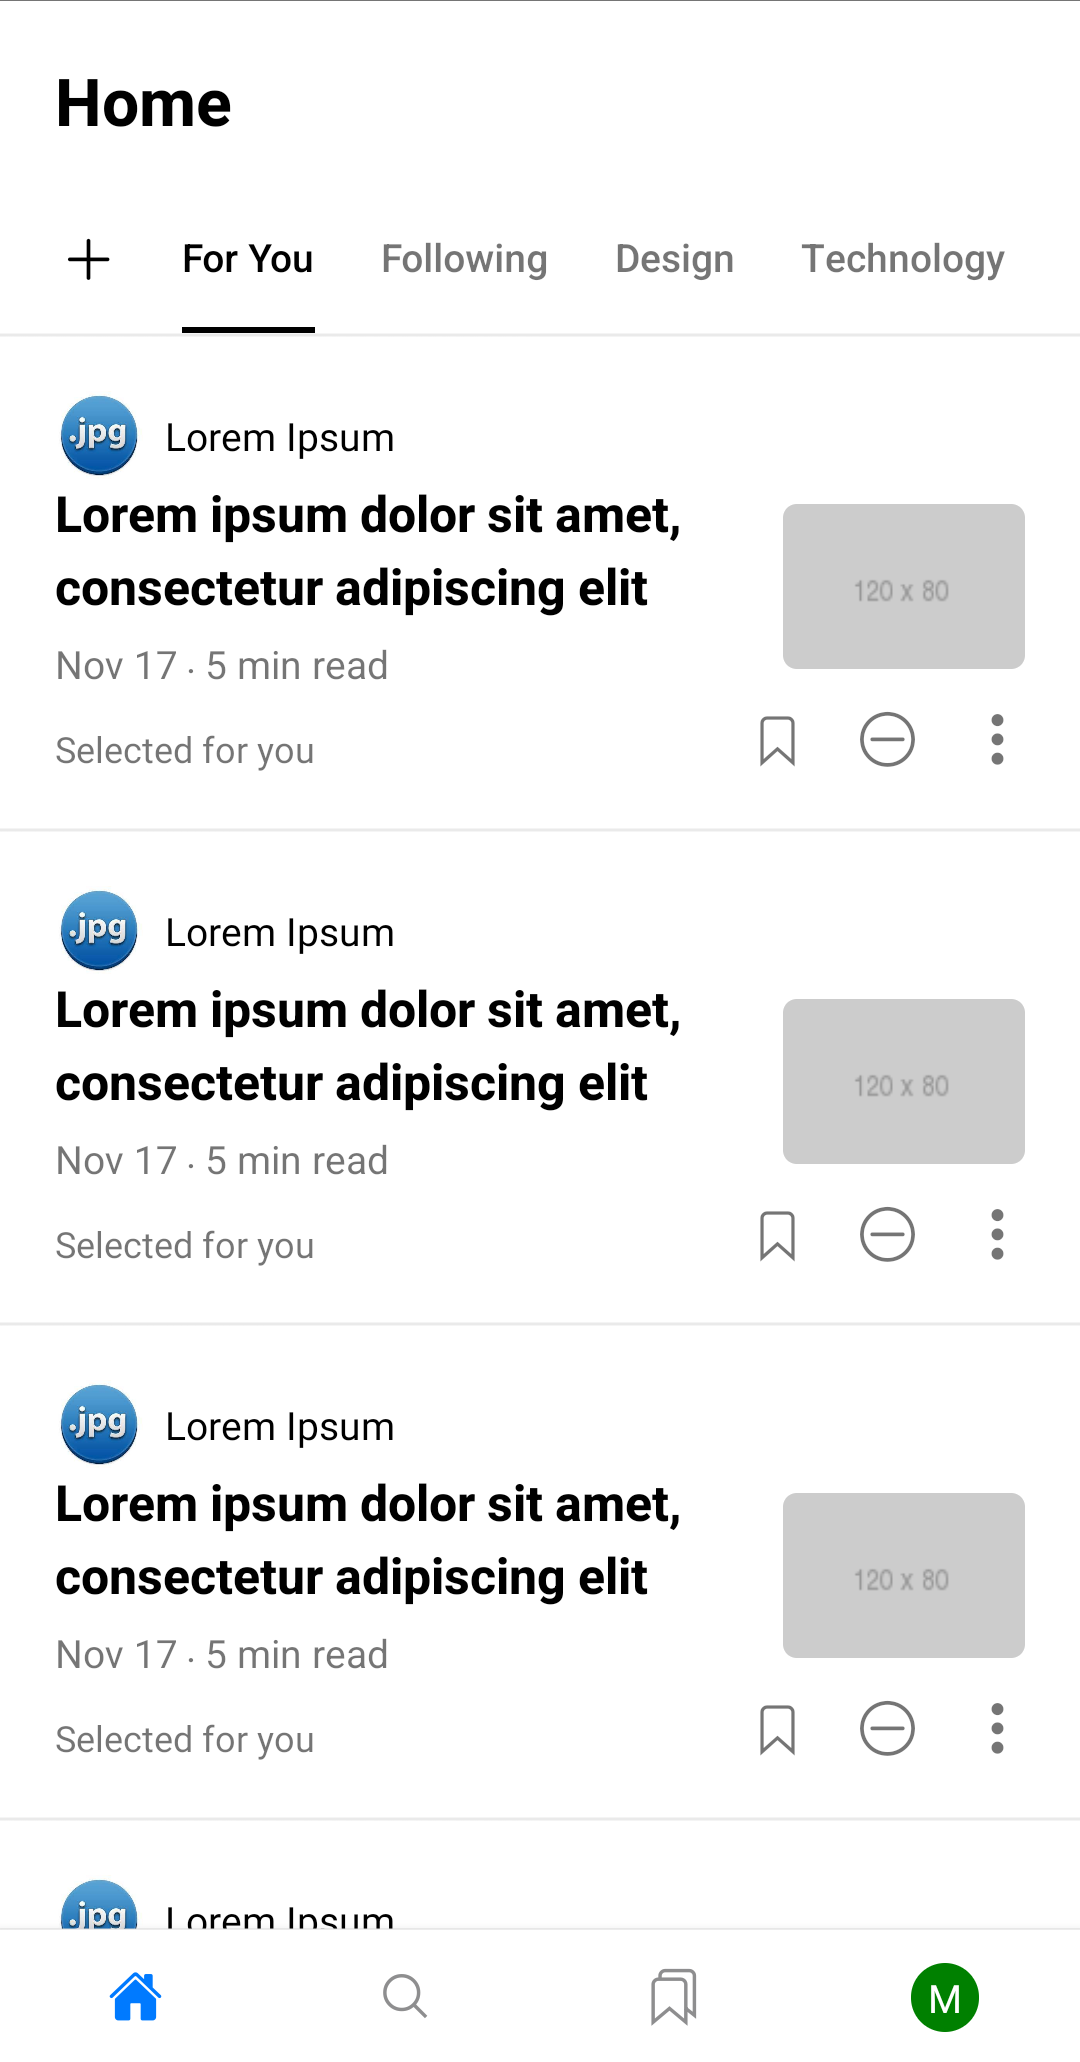 Home
For You Following Design Technology
.jpg Lorem Ipsum
Lorem ipsum dolor sit amet,
consectetur adipiscing elit
120 x 80
Nov 17 . 5 min read
Selected for you
.jpg Lorem Ipsum
Lorem ipsum dolor sit amet,
consectetur adipiscing elit
120 x 80
Nov 17 . 5 min read
Selected for you
.jpg Lorem Ipsum
Lorem ipsum dolor sit amet,
consectetur adipiscing elit
120 x 80
Nov 17 . 5 min read
Selected for you
.jpg Lorem Ipsum
M